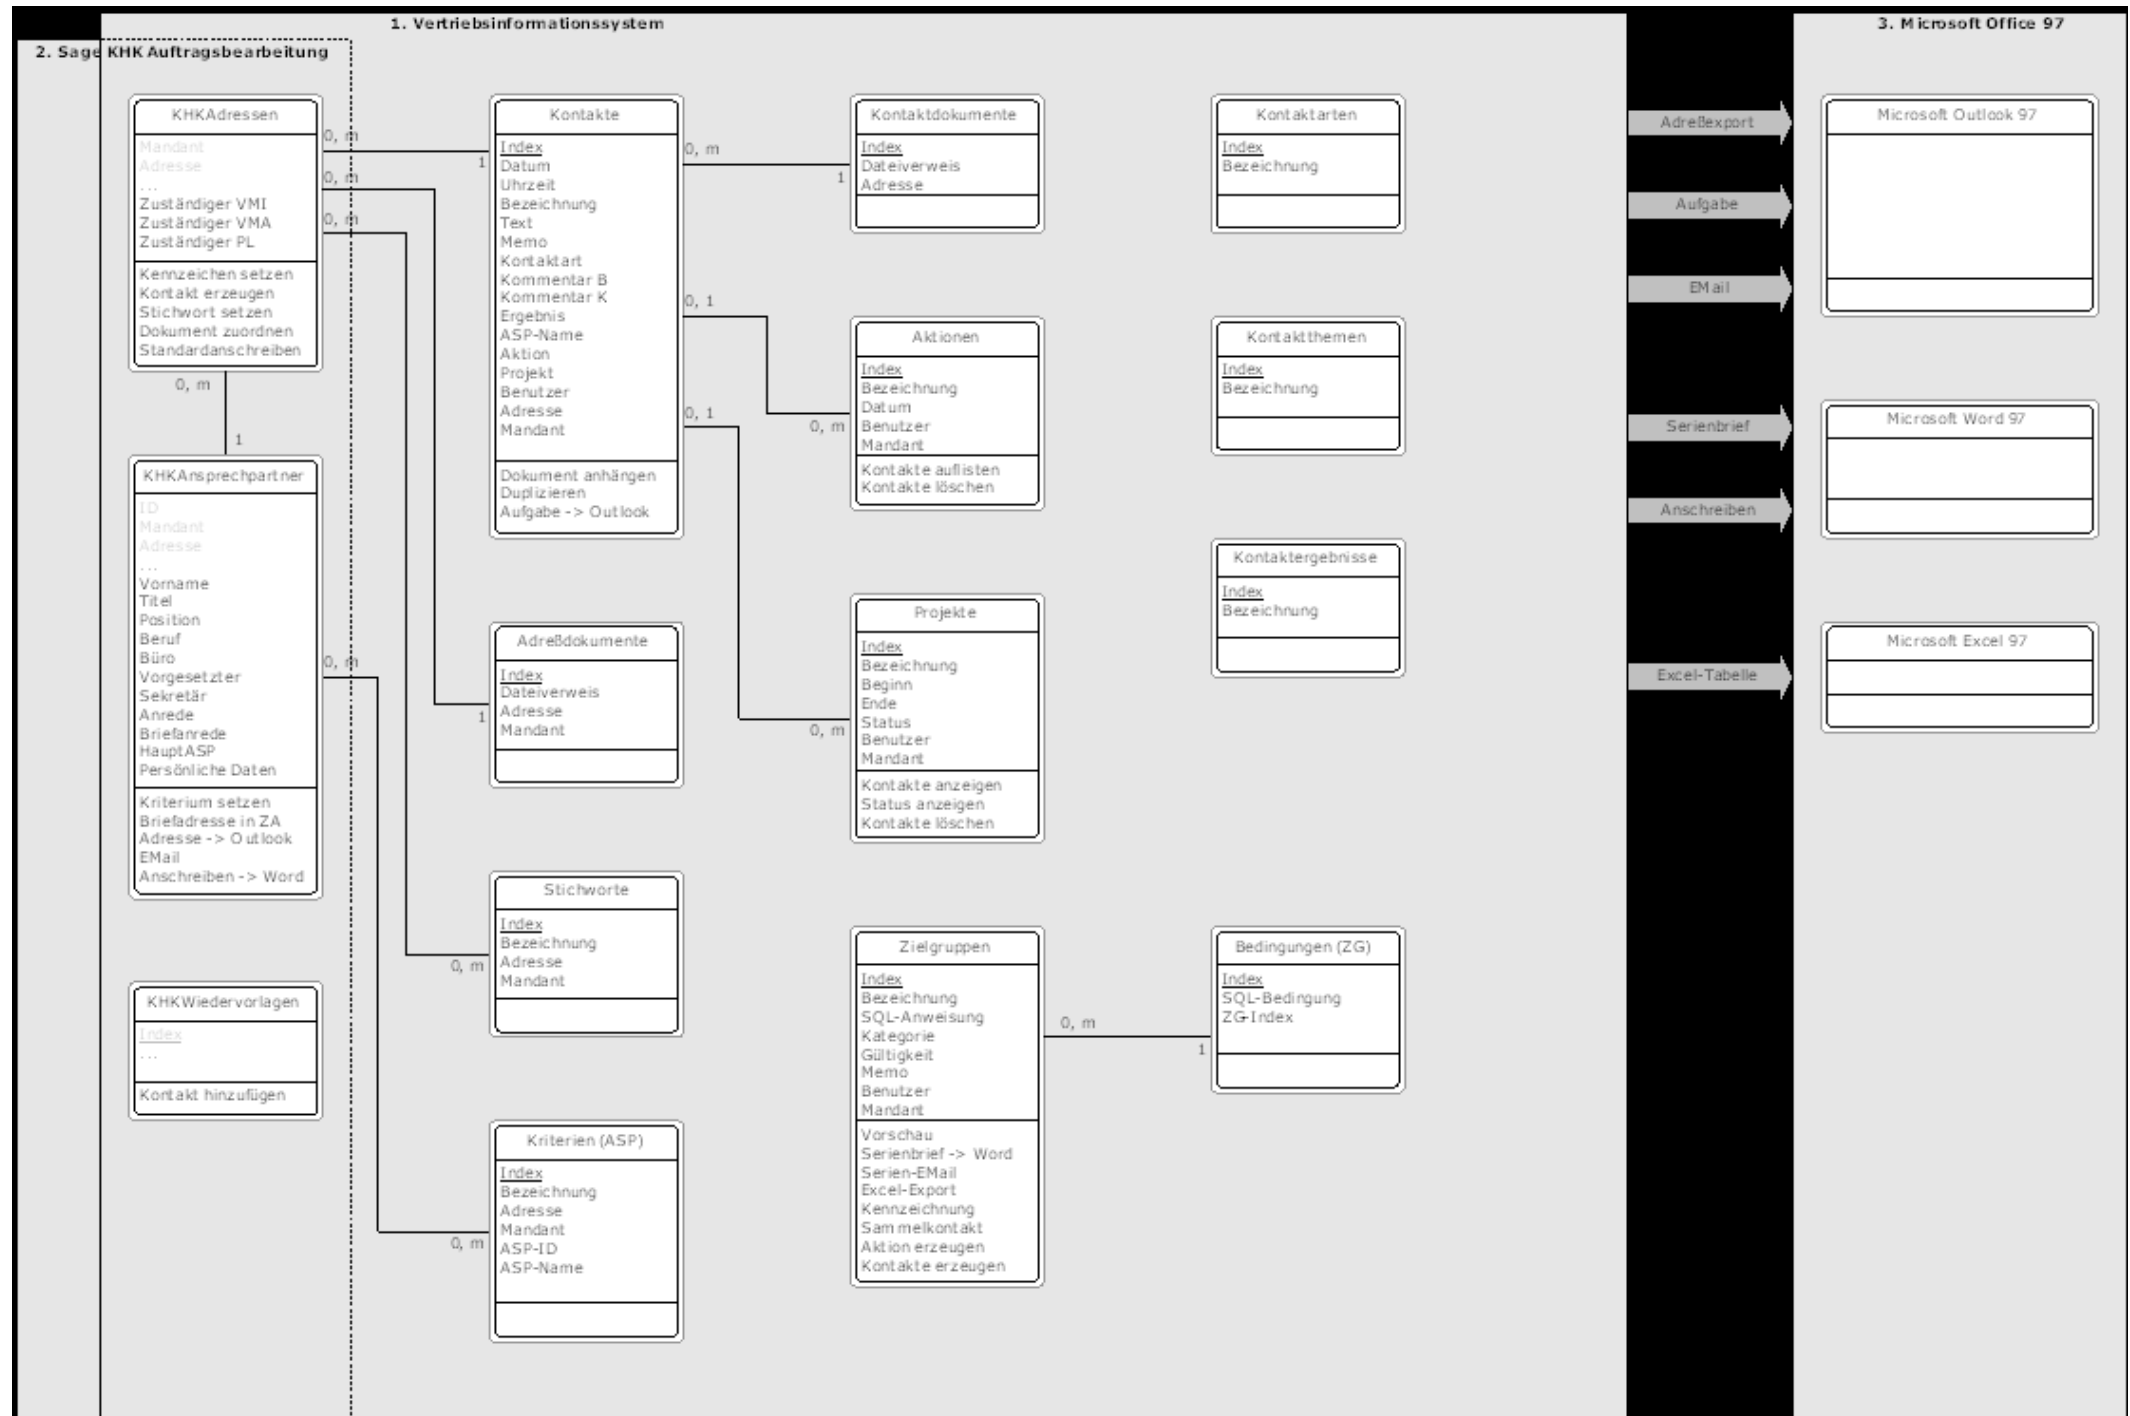 1. Vertriebsinformationssystem
3. Microsoft Office 97
2. Sage KHK Auftragsbearbeitung
KHKAdressen
Mandant
Adresse
...
Zuständiger VMI
Zuständiger VMA
Zuständiger PL
Kennzeichen setzen
Kontakt erzeugen
Stichwort setzen
Dokument zuordnen
Standardanschreiben
0, m
1
0, m
0, m
0, m
1
KHKAnsprechpartner
ID
Mandant
Adresse
...
Vorname
Titel
Position
Beruf
Büro
Vorgesetzter
Sekretär
Anrede
Briefanrede
HauptASP
Persönliche Daten
Kriterium setzen
Briefadresse in ZA
Adresse -> Outlook
EMail
Anschreiben -> Word
0, m
KHKWiedervorlagen
Index
...
Kontakt hinzufügen
Kontakte
Index
Datum
Uhrzeit
Bezeichnung
Text
Memo
Kontaktart
Kommentar B
Kommentar K
Ergebnis
ASP-Name
Aktion
Projekt
Benutzer
Adresse
Mandant
Dokument anhängen
Duplizieren
Aufgabe -> Outlook
0, m
1
0, 1
0, m
0, 1
0, m
Adreßdokumente
Index
Dateiverweis
Adresse
Mandant
1
Stichworte
Index
Bezeichnung
Adresse
Mandant
0, m
Kriterien (ASP)
Index
Bezeichnung
Adresse
Mandant
ASP-ID
ASP-Name
0, m
Kontaktdokumente
Index
Dateiverweis
Adresse
Aktionen
Index
Bezeichnung
Datum
Benutzer
Mandant
Kontakte auflisten
Kontakte löschen
Projekte
Index
Bezeichnung
Beginn
Ende
Status
Benutzer
Mandant
Kontakte anzeigen
Status anzeigen
Kontakte löschen
Zielgruppen
Index
Bezeichnung
SQL-Anweisung
Kategorie
Gültigkeit
Memo
Benutzer
Mandant
Vorschau
Serienbrief -> Word
Serien-EMail
Excel-Export
Kennzeichnung
Sammelkontakt
Aktion erzeugen
Kontakte erzeugen
0, m
1
Kontaktarten
Index
Bezeichnung
Kontaktthemen
Index
Bezeichnung
Kontaktergebnisse
Index
Bezeichnung
Bedingungen (ZG)
Index
SQL-Bedingung
ZG-Index
Adreßexport
Aufgabe
EMail
Serienbrief
Anschreiben
Excel-Tabelle
Microsoft Outlook 97
Microsoft Word 97
Microsoft Excel 97